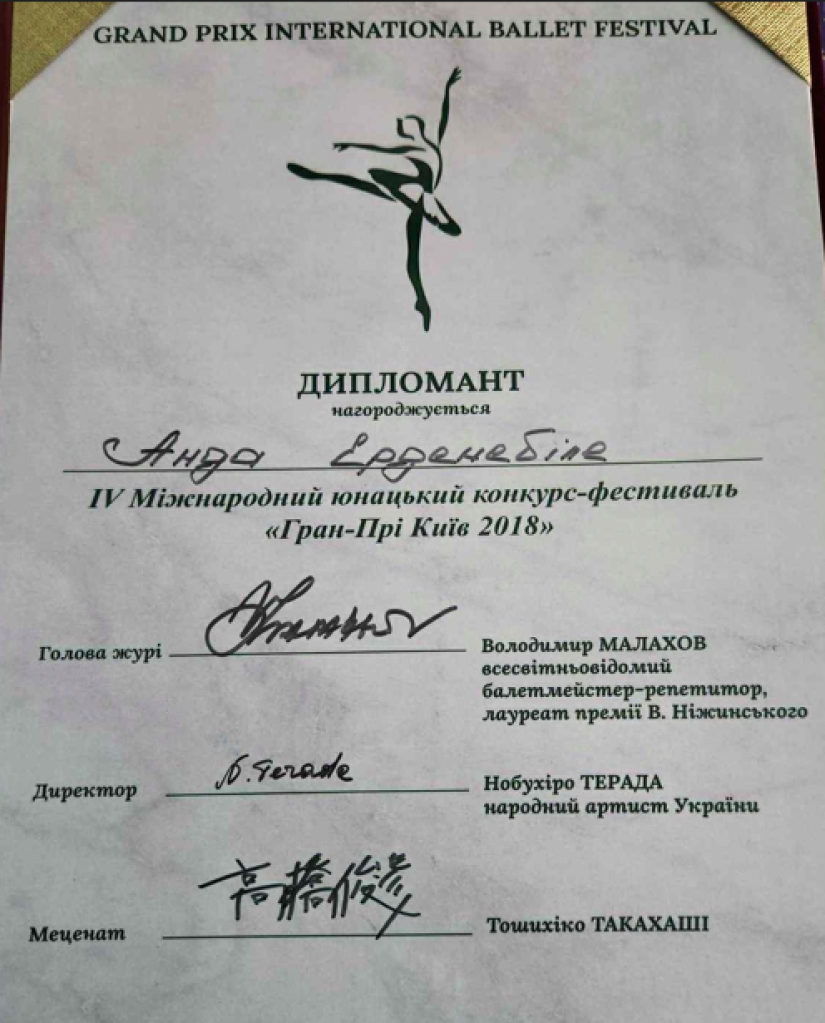 GRAND PRIX INTERNATIONAL BALLET FESTIVAL
ДИПЛОМАНТ
нагороджується
Анда Ерденебіле
IV Міжнародний юнацький конкурс-фестиваль
«Гран-Прі Київ 2018»
Голова журі
Володимир МАЛАХОВ
всесвітньовідомий
балетмейстер-репетитор,
лауреат премії В. Ніжинського
Директор N. Terada
Нобухіро ТЕРАДА
народний артист України
Меценат 高橋俊彦
Тошихіко ТАКАХАШІ